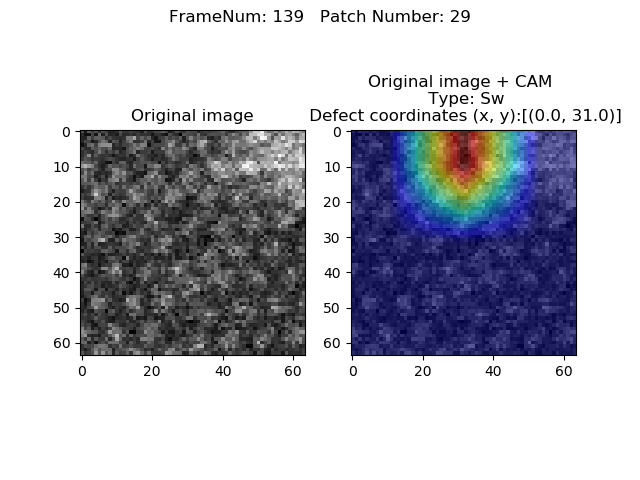 FrameNum: 139   Patch Number: 29
Original image
0
10
20
30
40
50
60
0 20 40 60
Original image + CAM
Type: Sw
Defect coordinates (x, y):[(0.0, 31.0)]
0
10
20
30
40
50
60
0 20 40 60